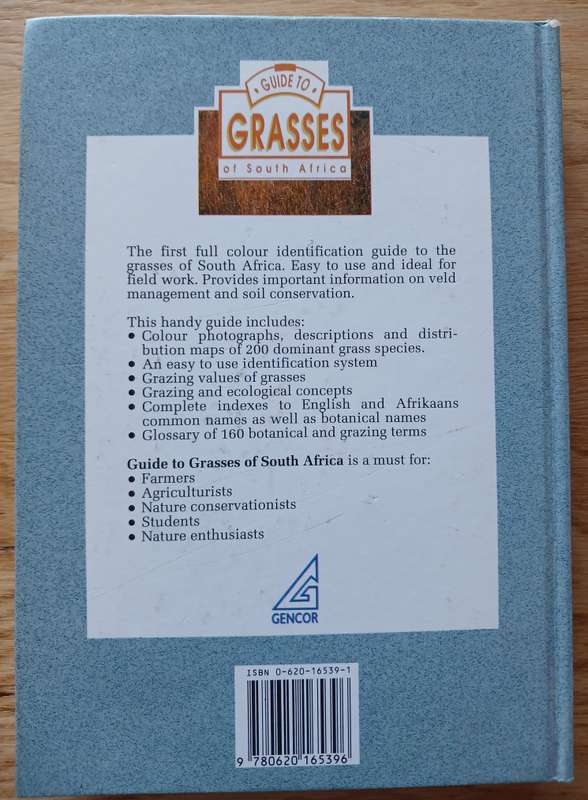 GUIDE TO
GRASSES
of South Africa
The first full colour identification guide to the
grasses of South Africa. Easy to use and ideal for
field work. Provides important information on veld
management and soil conservation.
This handy guide includes:
● Colour photographs, descriptions and distri-
bution maps of 200 dominant grass species.
● An easy to use identification system
● Grazing values of grasses
● Grazing and ecological concepts
● Complete indexes to English and Afrikaans
common names as well as botanical names
● Glossary of 160 botanical and grazing terms
Guide to Grasses of South Africa is a must for:
● Farmers
● Agriculturists
● Nature conservationists
● Students
● Nature enthusiasts
GENCOR
ISBN 0-620-16539-1
9 780620 165396